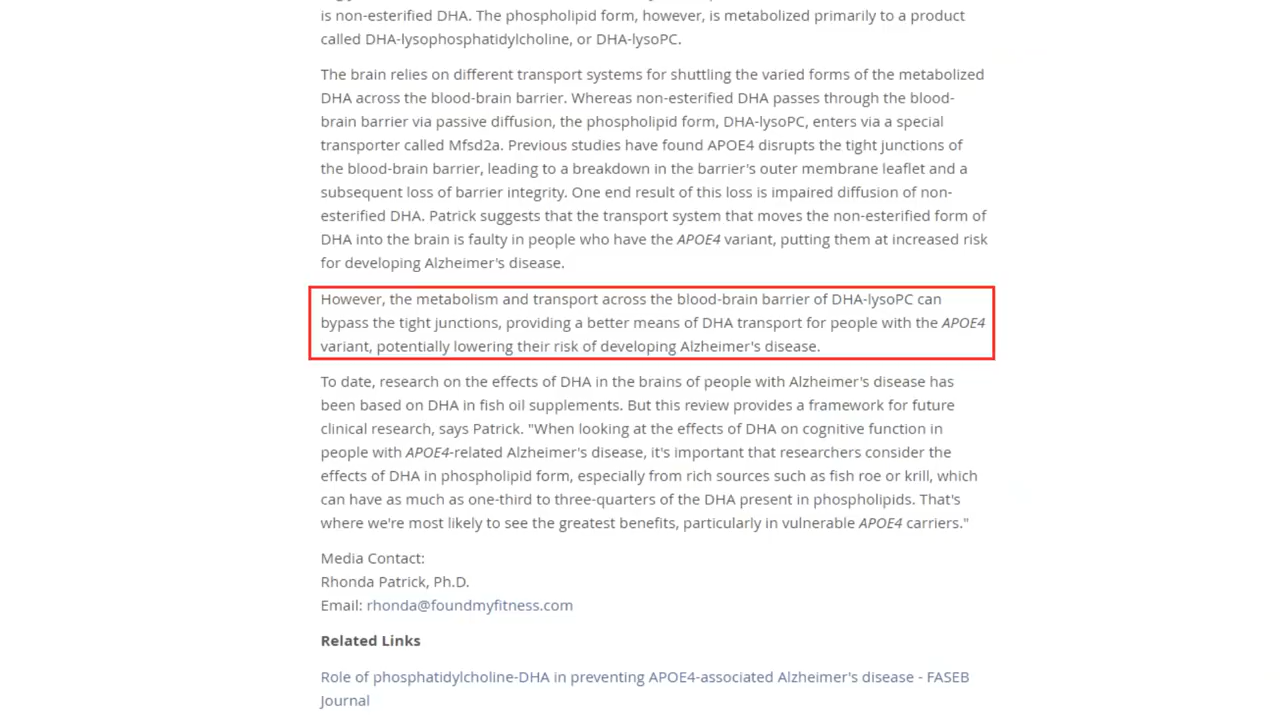 is non-esterified DHA. The phospholipid form, however, is metabolized primarily to a product
called DHA-lysophosphatidylcholine, or DHA-lysoPC.
The brain relies on different transport systems for shuttling the varied forms of the metabolized
DHA across the blood-brain barrier. Whereas non-esterified DHA passes through the blood-
brain barrier via passive diffusion, the phospholipid form, DHA-lysoPC, enters via a special
transporter called Mfsd2a. Previous studies have found APOE4 disrupts the tight junctions of
the blood-brain barrier, leading to a breakdown in the barrier's outer membrane leaflet and a
subsequent loss of barrier integrity. One end result of this loss is impaired diffusion of non-
esterified DHA. Patrick suggests that the transport system that moves the non-esterified form of
DHA into the brain is faulty in people who have the APOE4 variant, putting them at increased risk
for developing Alzheimer's disease.
However, the metabolism and transport across the blood-brain barrier of DHA-lysoPC can
bypass the tight junctions, providing a better means of DHA transport for people with the APOE4
variant, potentially lowering their risk of developing Alzheimer's disease.
To date, research on the effects of DHA in the brains of people with Alzheimer's disease has
been based on DHA in fish oil supplements. But this review provides a framework for future
clinical research, says Patrick. "When looking at the effects of DHA on cognitive function in
people with APOE4-related Alzheimer's disease, it's important that researchers consider the
effects of DHA in phospholipid form, especially from rich sources such as fish roe or krill, which
can have as much as one-third to three-quarters of the DHA present in phospholipids. That's
where we're most likely to see the greatest benefits, particularly in vulnerable APOE4 carriers."
Media Contact:
Rhonda Patrick, Ph.D.
Email: rhonda@foundmyfitness.com
Related Links
Role of phosphatidylcholine-DHA in preventing APOE4-associated Alzheimer's disease - FASEB
Journal